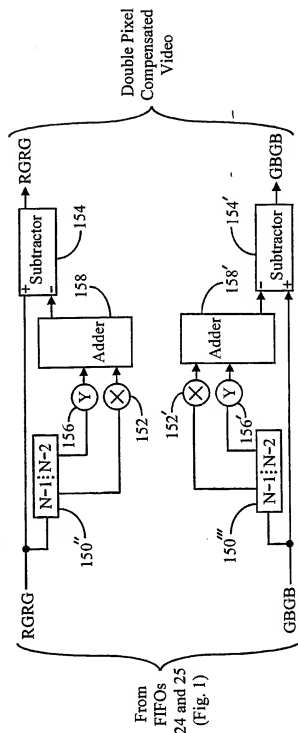 Double Pixel
Compensated
Video
RGRG
GBGB
+
Subtractor
-
154
154′
-
Subtractor
+
158
158′
Adder
Adder
Y
156
X
152
152′
X
Y
156′
N-1 N-2
150″
150‴
N-1 N-2
RGRG
GBGB
From
FIFOs
24 and 25
(Fig. 1)